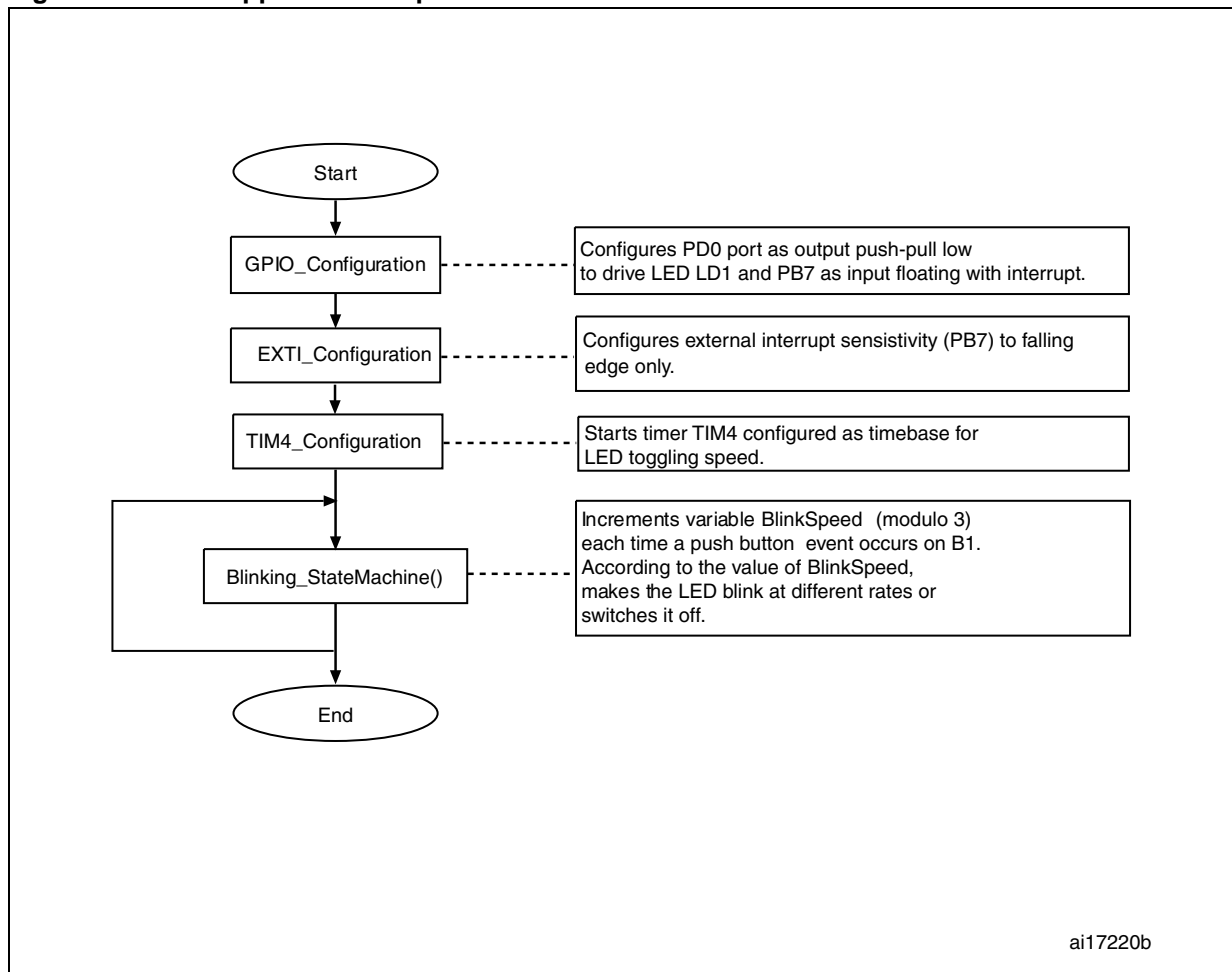 Start
GPIO_Configuration
Configures PD0 port as output push-pull low
to drive LED LD1 and PB7 as input floating with interrupt.
EXTI_Configuration
Configures external interrupt sensistivity (PB7) to falling
edge only.
TIM4_Configuration
Starts timer TIM4 configured as timebase for
LED toggling speed.
Blinking_StateMachine()
Increments variable BlinkSpeed (modulo 3)
each time a push button event occurs on B1.
According to the value of BlinkSpeed,
makes the LED blink at different rates or
switches it off.
End
ai17220b